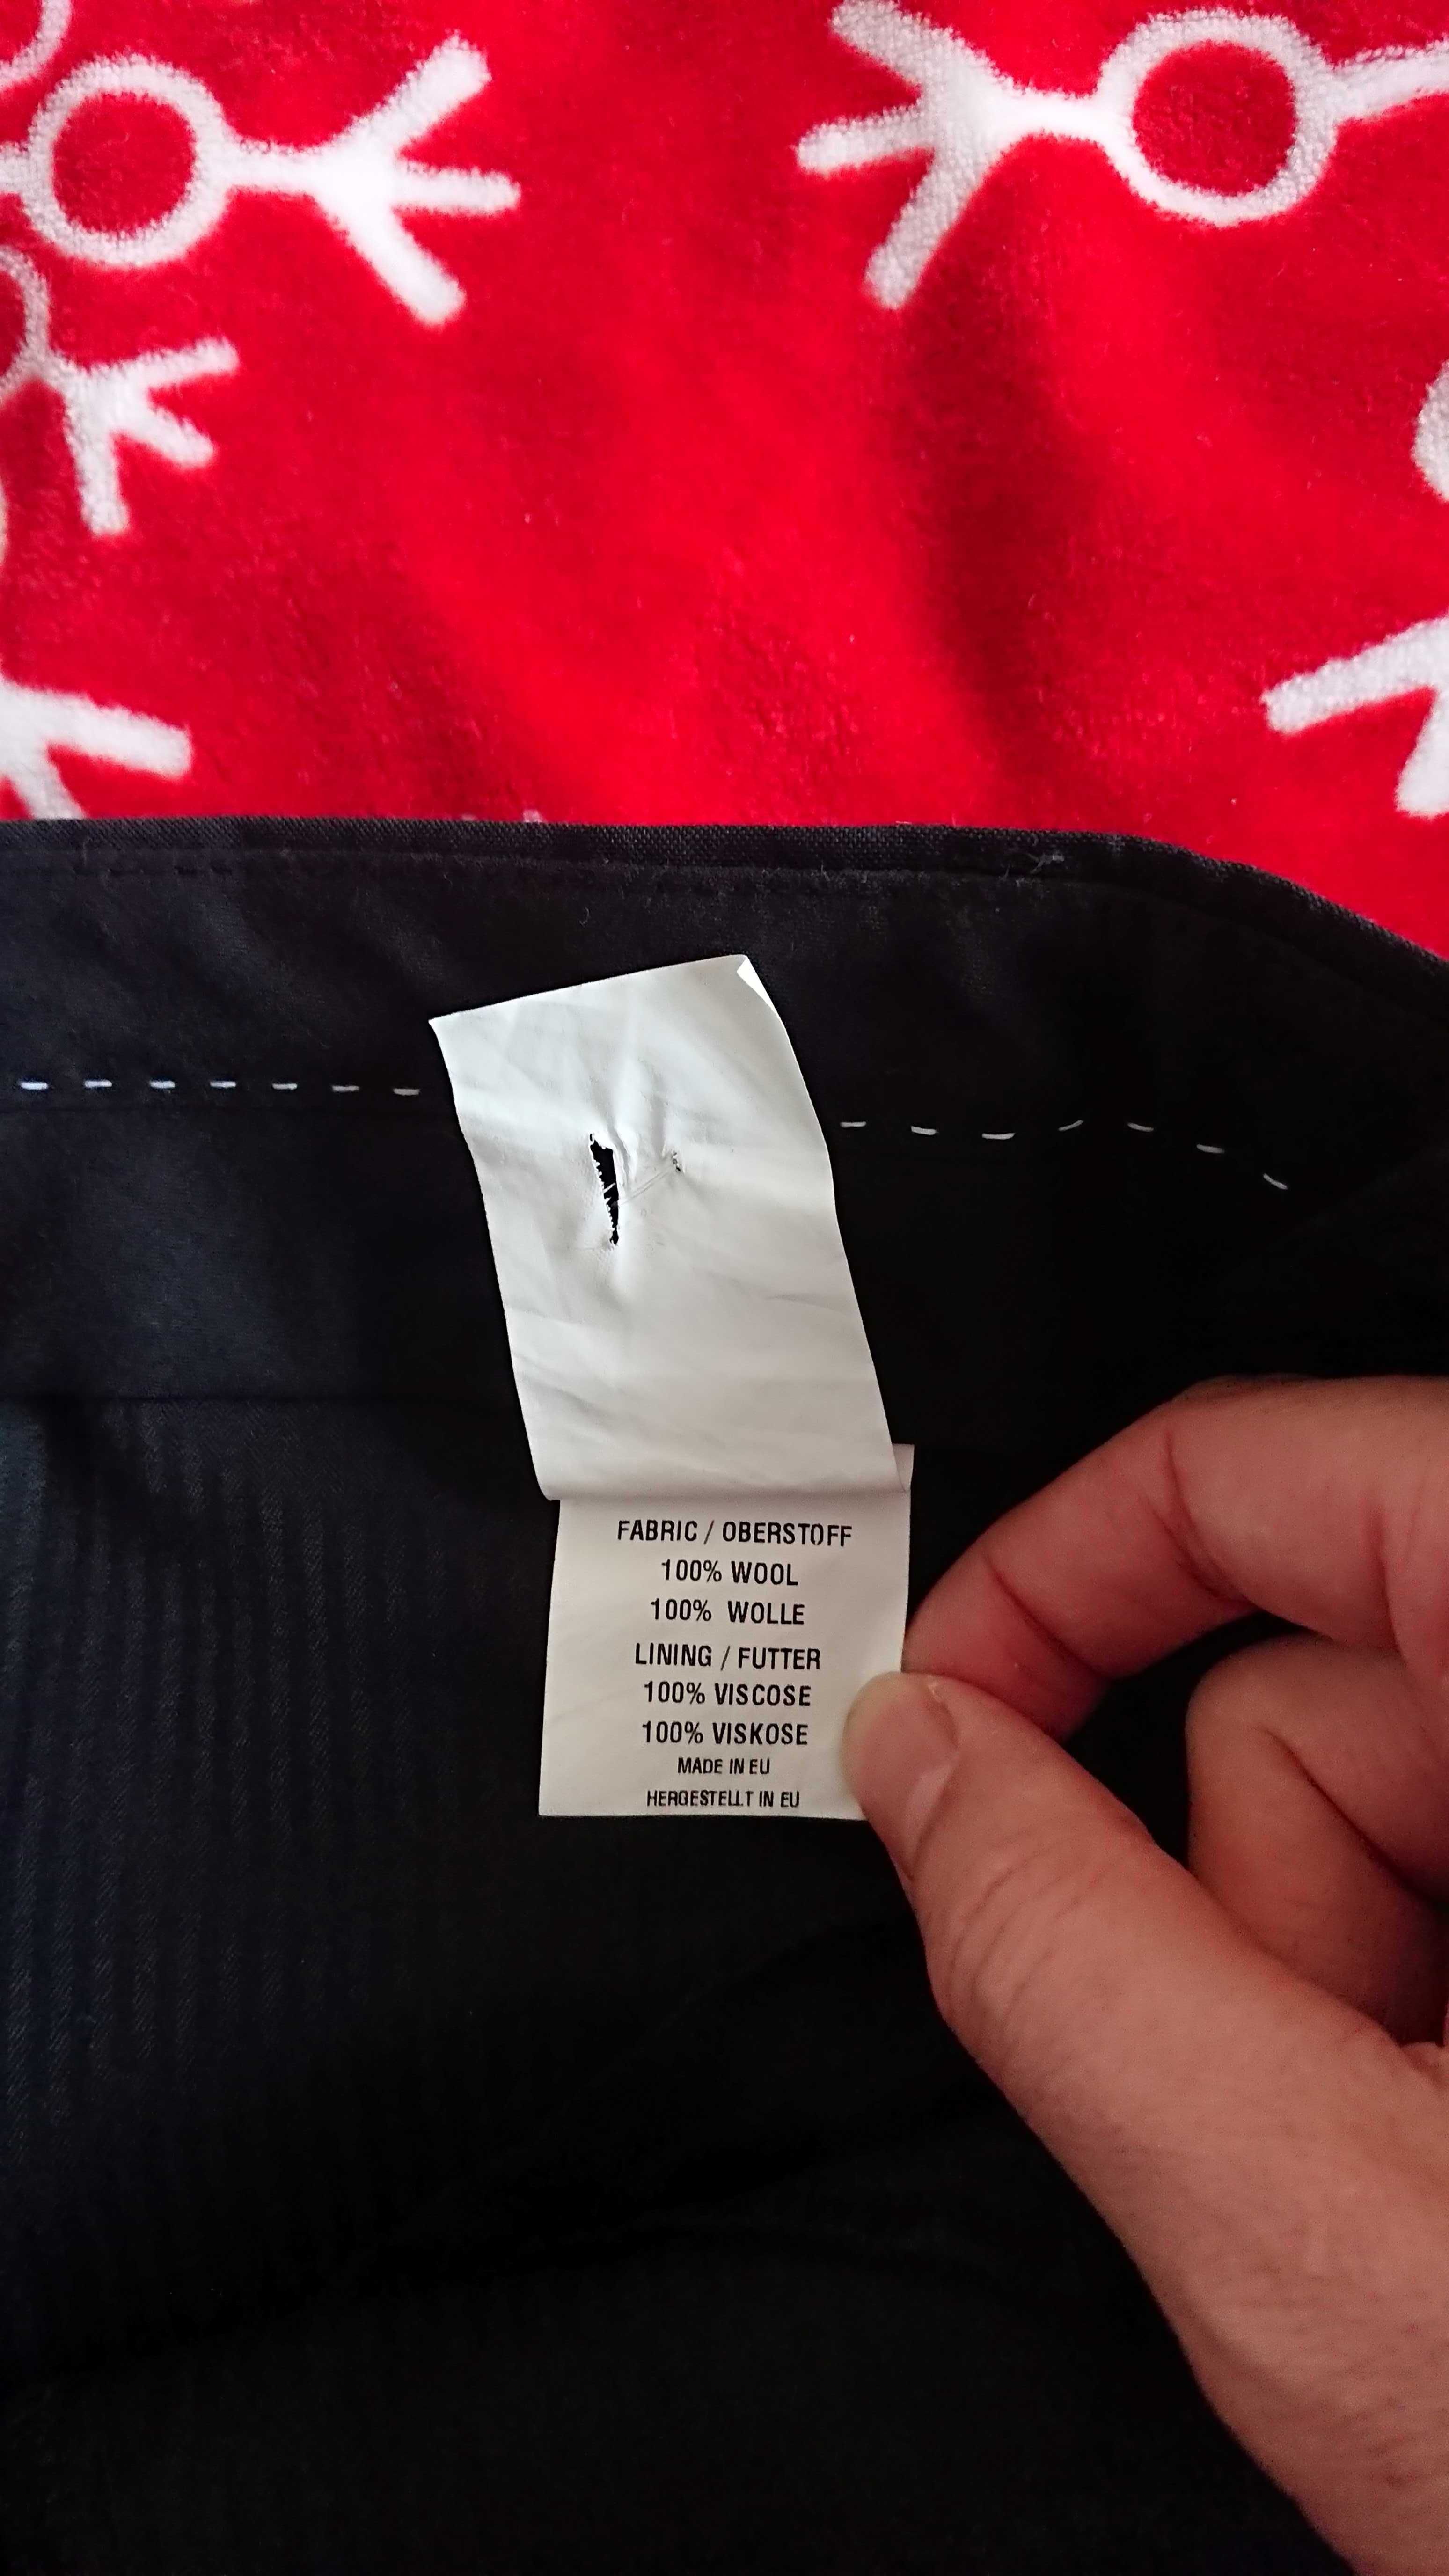 FABRIC / OBERSTOFF
100% WOOL
100% WOLLE
LINING / FUTTER
100% VISCOSE
100% VISKOSE
MADE IN EU
HERGESTELLT IN EU